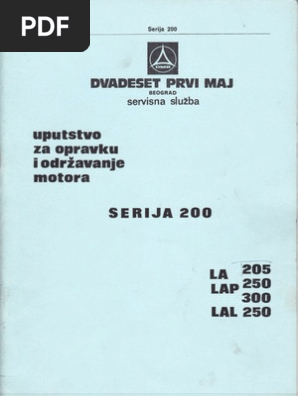 PDF
Serija 200
DVADESET PRVI MAJ
BEOGRAD
servisna služba
uputstvo
za opravku
i održavanje
motora
SERIJA 200
LA 205
LAP 250
300
LAL 250